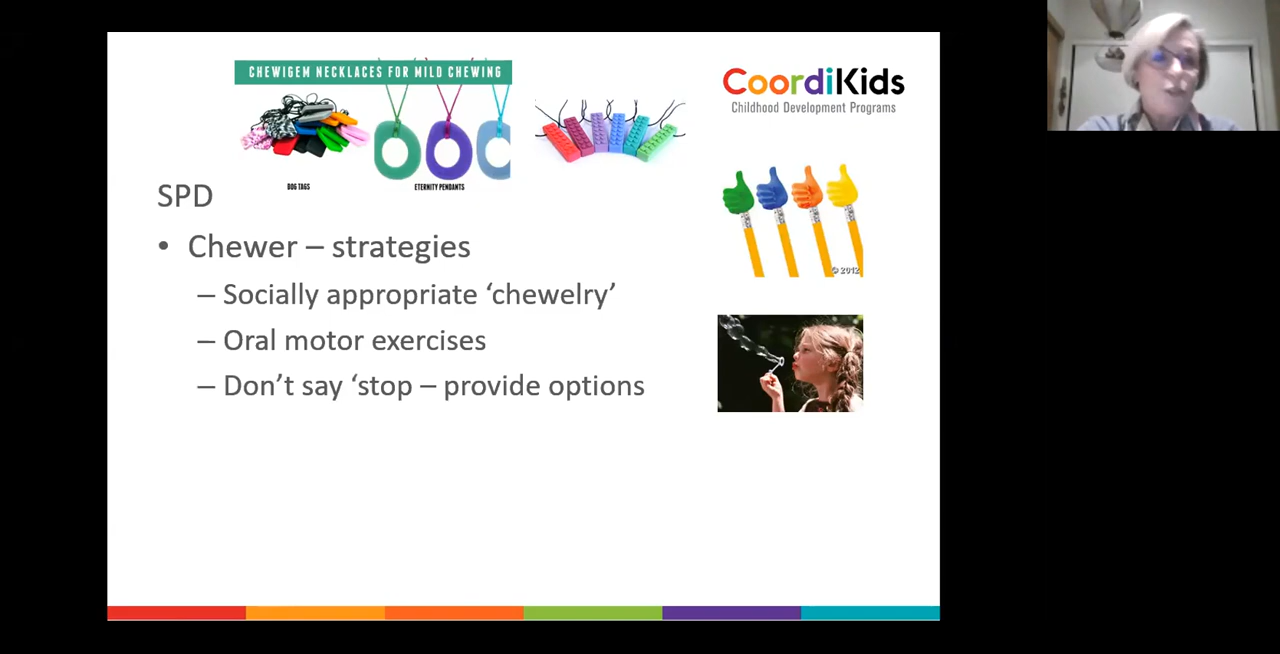 CHEWIGEM NECKLACES FOR MILD CHEWING
CoordiKids
Childhood Development Programs
DOG TAGS
ETERNITY PENDANTS
SPD
• Chewer – strategies
– Socially appropriate ‘chewelry’
– Oral motor exercises
– Don’t say ‘stop – provide options
© 2012